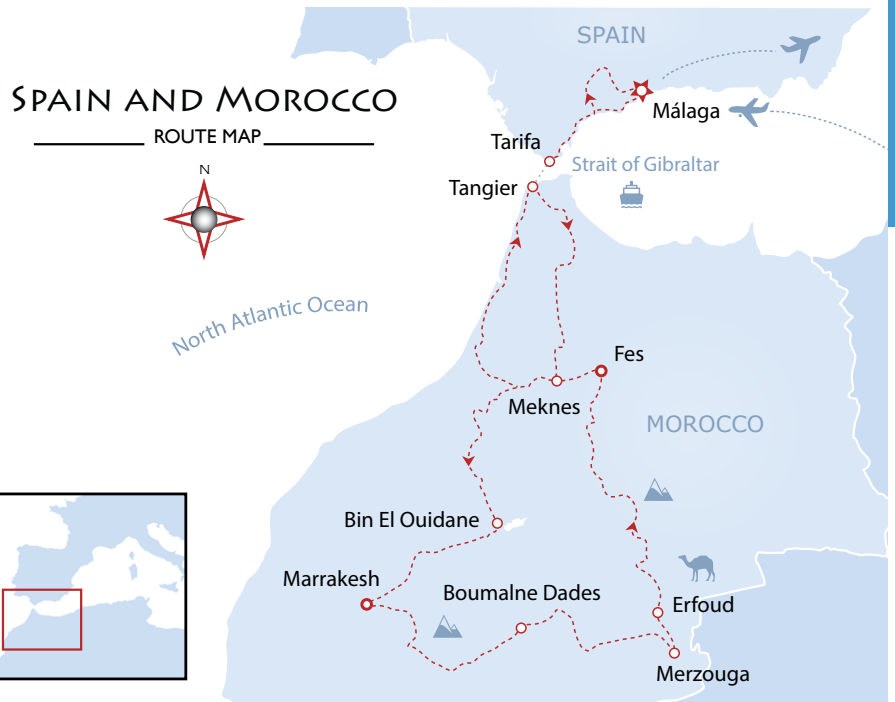 SPAIN
SPAIN AND MOROCCO
ROUTE MAP
Málaga
Tarifa
Strait of Gibraltar
N
Tangier
North Atlantic Ocean
Fes
Meknes
MOROCCO
Bin El Ouidane
Marrakesh
Boumalne Dades
Erfoud
Merzouga